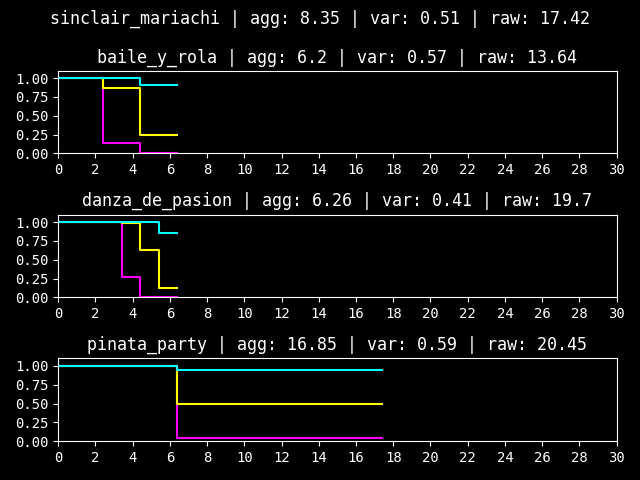 sinclair_mariachi | agg: 8.35 | var: 0.51 | raw: 17.42
baile_y_rola | agg: 6.2 | var: 0.57 | raw: 13.64
1.00
0.75
0.50
0.25
0.00
0 2 4 6 8 10 12 14 16 18 20 22 24 26 28 30
danza_de_pasion | agg: 6.26 | var: 0.41 | raw: 19.7
1.00
0.75
0.50
0.25
0.00
0 2 4 6 8 10 12 14 16 18 20 22 24 26 28 30
pinata_party | agg: 16.85 | var: 0.59 | raw: 20.45
1.00
0.75
0.50
0.25
0.00
0 2 4 6 8 10 12 14 16 18 20 22 24 26 28 30